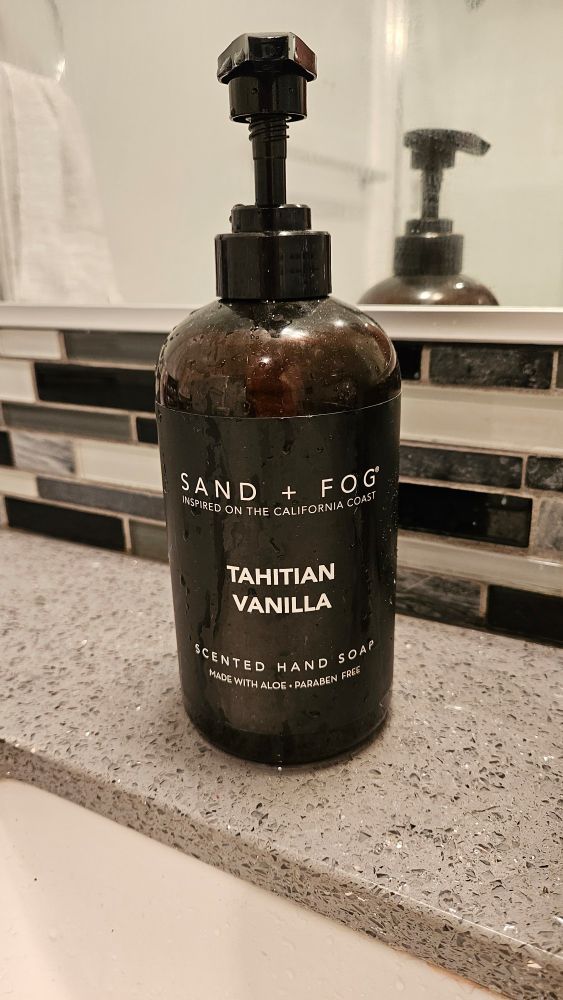 SAND + FOG®
INSPIRED ON THE CALIFORNIA COAST
TAHITIAN
VANILLA
SCENTED HAND SOAP
MADE WITH ALOE • PARABEN FREE